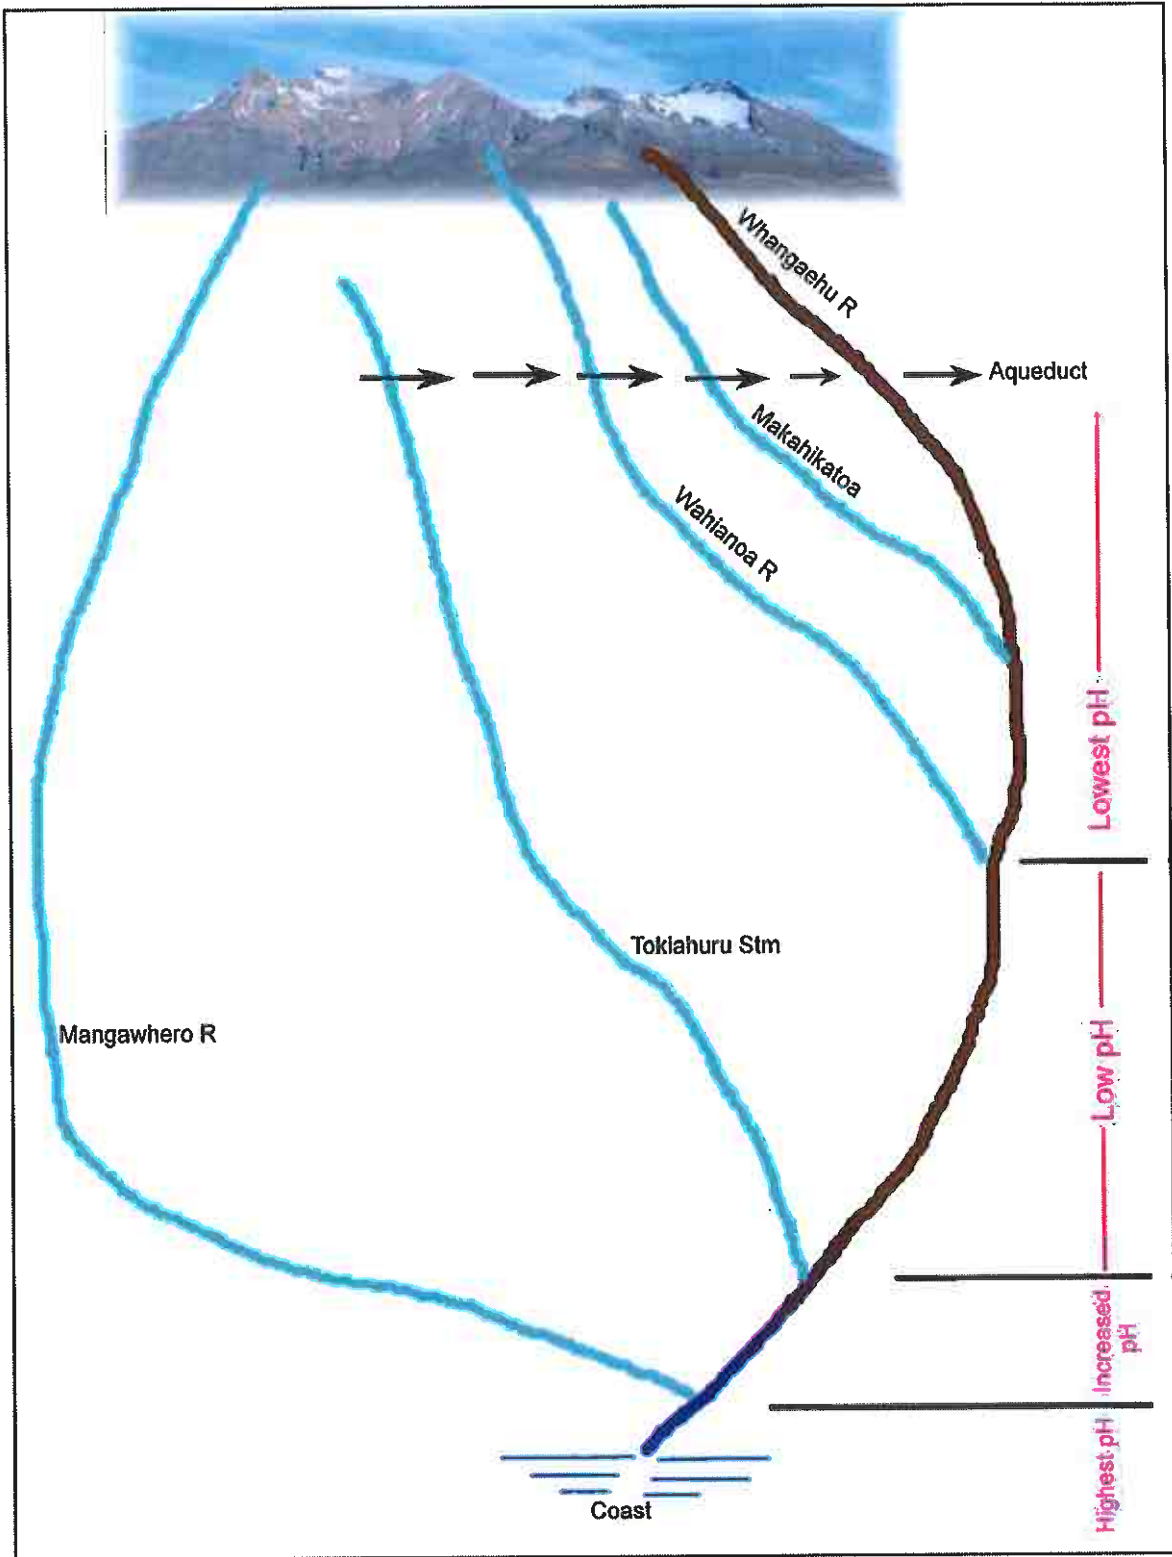 Whangaehu R
Aqueduct
Makahikatoa
Wahianoa R
Lowest pH
Tokiahuru Stm
Mangawhero R
Low pH
Increased
pH
Highest pH
Coast